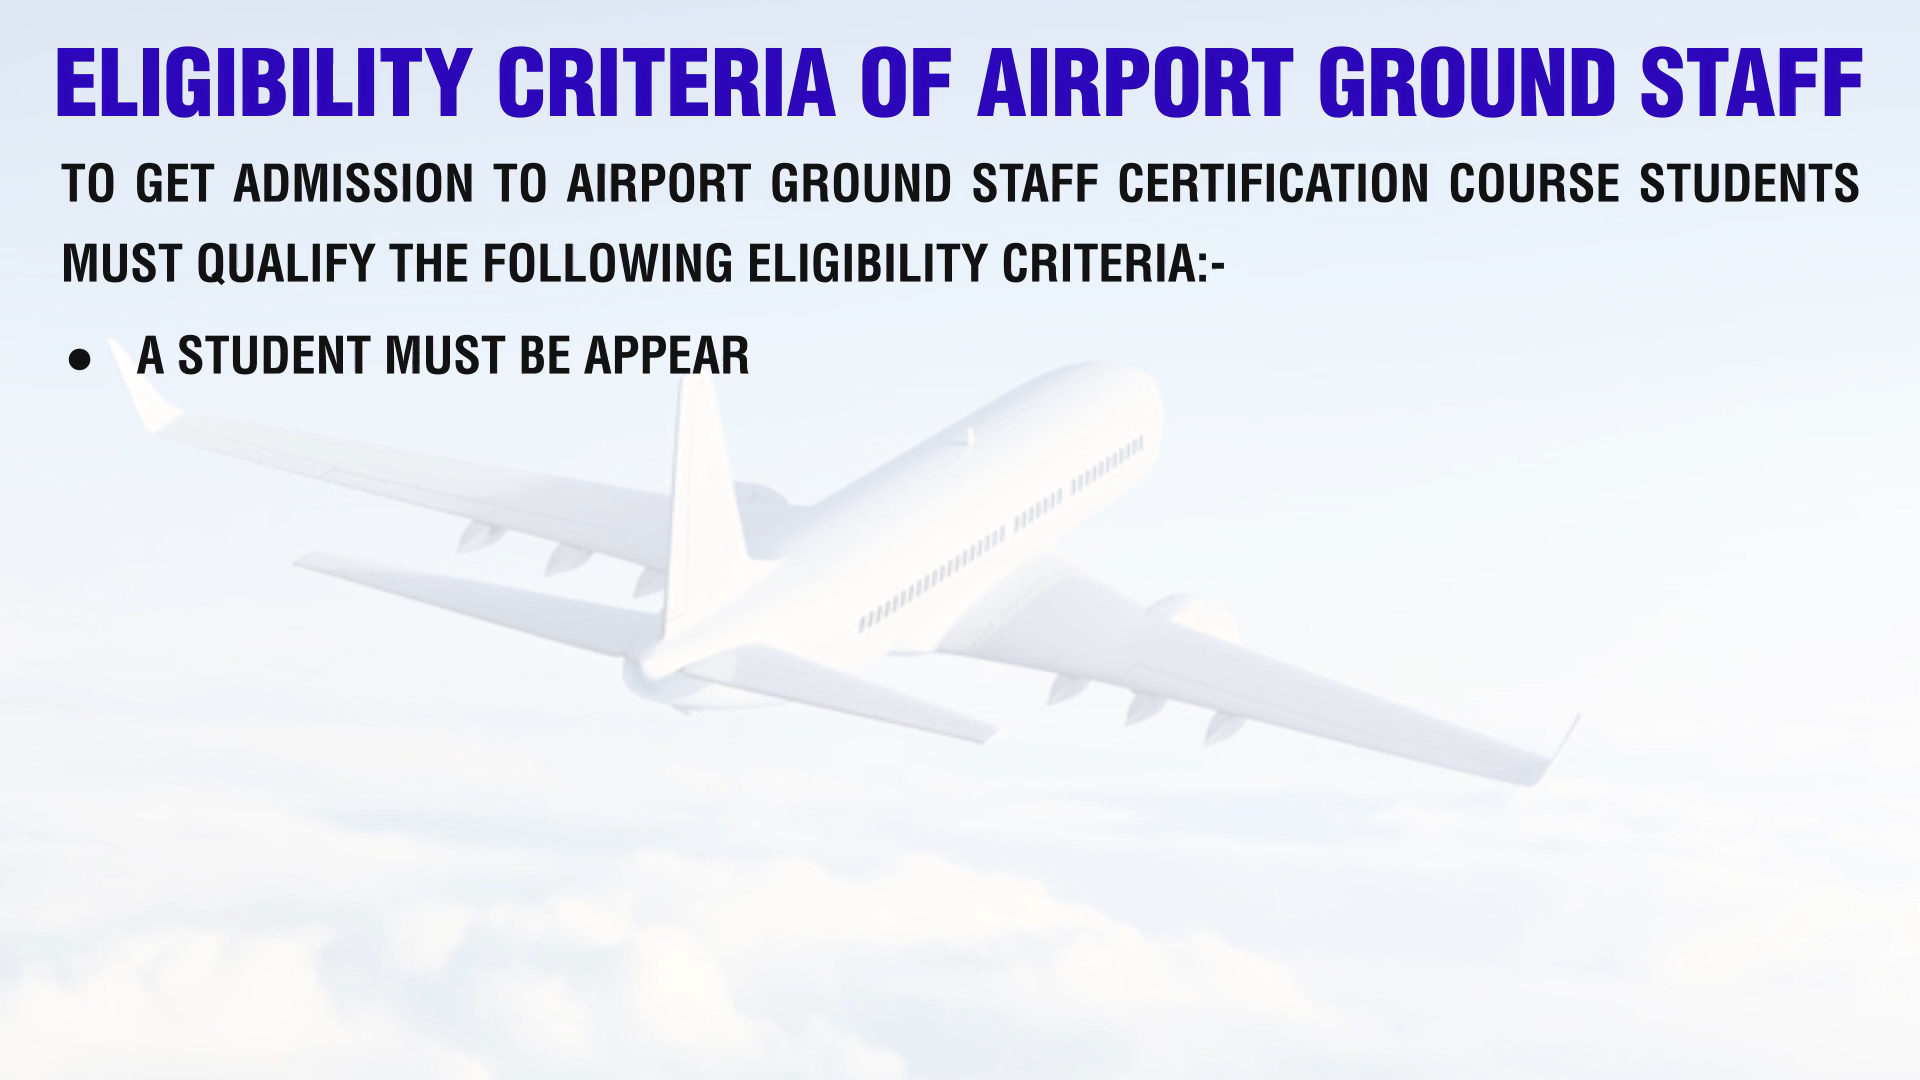 ELIGIBILITY CRITERIA OF AIRPORT GROUND STAFF
TO GET ADMISSION TO AIRPORT GROUND STAFF CERTIFICATION COURSE STUDENTS
MUST QUALIFY THE FOLLOWING ELIGIBILITY CRITERIA:-
● A STUDENT MUST BE APPEAR